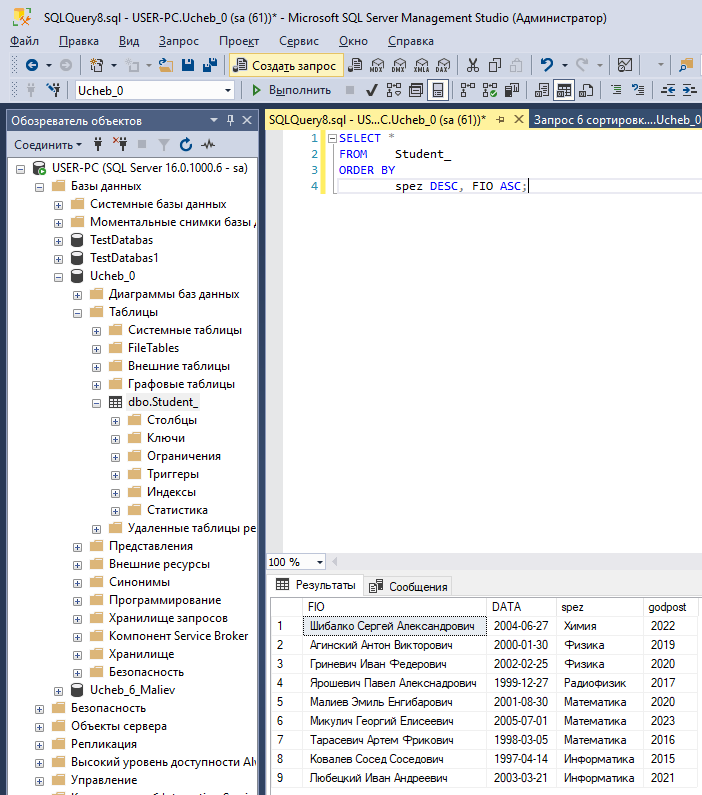 SQLQuery8.sql - USER-PC.Ucheb_0 (sa (61))* - Microsoft SQL Server Management Studio (Администратор)
Файл Правка Вид Запрос Проект Сервис Окно Справка
Создать запрос MDX DMX XMLA DAX
Ucheb_0 Выполнить
Обозреватель объектов
Соединить
USER-PC (SQL Server 16.0.1000.6 - sa)
Базы данных
Системные базы данных
Моментальные снимки базы
TestDatabas
TestDatabas1
Ucheb_0
Диаграммы баз данных
Таблицы
Системные таблицы
FileTables
Внешние таблицы
Графовые таблицы
dbo.Student_
Столбцы
Ключи
Ограничения
Триггеры
Индексы
Статистика
Удаленные таблицы ре
Представления
Внешние ресурсы
Синонимы
Программирование
Хранилище запросов
Компонент Service Broker
Хранилище
Безопасность
Ucheb_6_Maliev
Безопасность
Объекты сервера
Репликация
Высокий уровень доступности
Управление
SQLQuery8.sql - US...C.Ucheb_0 (sa (61))* Запрос 6 сортировк....Ucheb_0
1 SELECT *
2 FROM Student_
3 ORDER BY
4 spez DESC, FIO ASC;
100 %
Результаты Сообщения
FIO DATA spez godpost
1 Шибалко Сергей Александрович 2004-06-27 Химия 2022
2 Агинский Антон Викторович 2000-01-30 Физика 2019
3 Гриневич Иван Федерович 2002-02-25 Физика 2020
4 Ярошевич Павел Алекснадрович 1999-12-27 Радиофизик 2017
5 Малиев Эмиль Енгибарович 2001-08-30 Математика 2020
6 Микулич Георгий Елисеевич 2005-07-01 Математика 2023
7 Тарасевич Артем Фрикович 1998-03-05 Математика 2016
8 Ковалев Сосед Соседович 1997-04-14 Информатика 2015
9 Любецкий Иван Андреевич 2003-03-21 Информатика 2021